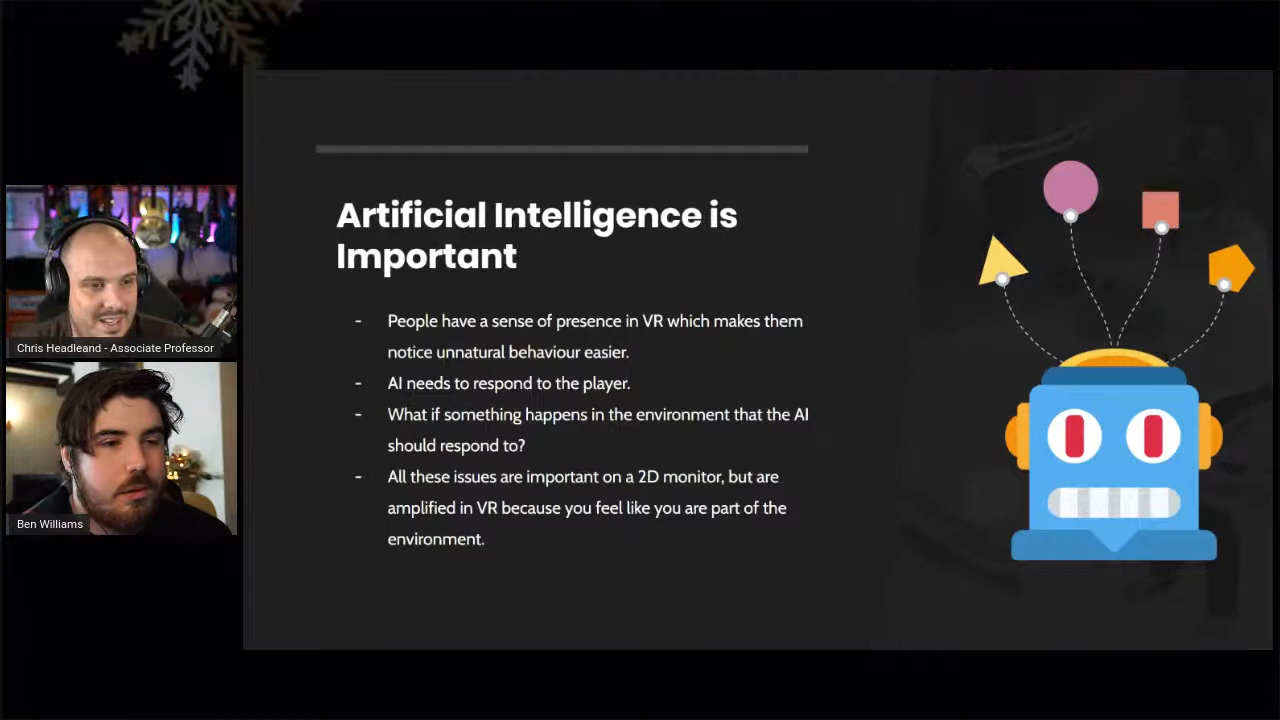 Artificial Intelligence is
Important
- People have a sense of presence in VR which makes them
notice unnatural behaviour easier.
- AI needs to respond to the player.
- What if something happens in the environment that the AI
should respond to?
- All these issues are important on a 2D monitor, but are
amplified in VR because you feel like you are part of the
environment.
Chris Headleand - Associate Professor
Ben Williams